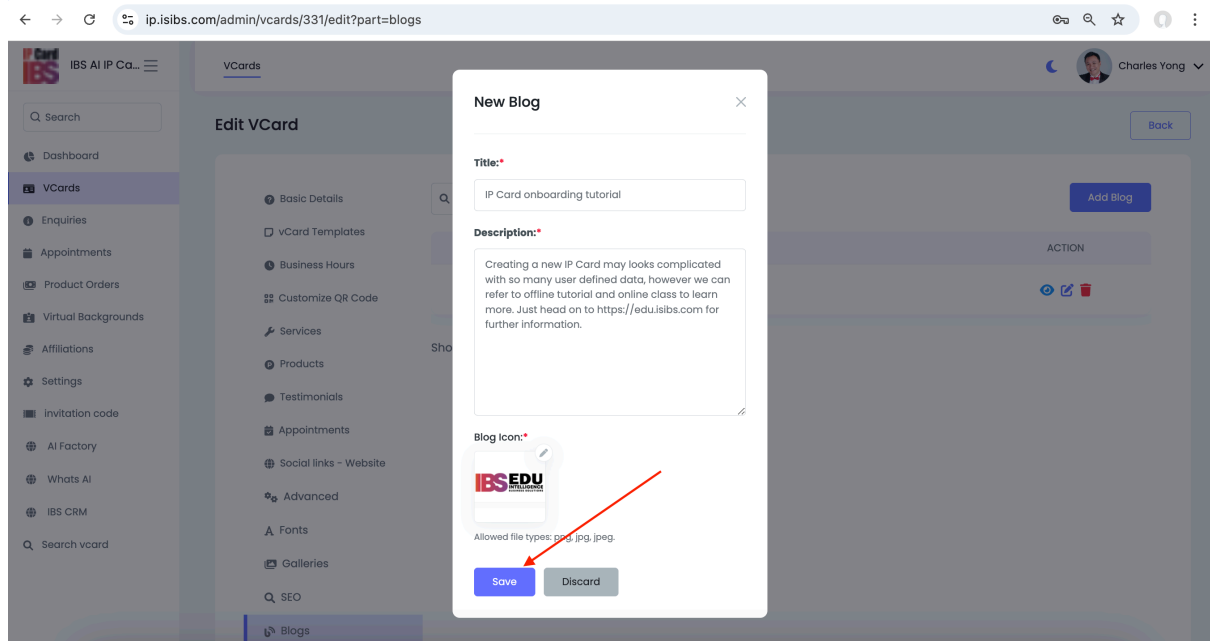 ip.isibs.com/admin/vcards/331/edit?part=blogs
IP Card
IBS
IBS AI IP Ca...
VCards
Charles Yong
Search
Edit VCard
Back
Dashboard
VCards
Enquiries
Appointments
Product Orders
Virtual Backgrounds
Affiliations
Settings
invitation code
AI Factory
Whats AI
IBS CRM
Search vcard
Basic Details
vCard Templates
Business Hours
Customize QR Code
Services
Products
Testimonials
Appointments
Social links - Website
Advanced
Fonts
Galleries
SEO
Blogs
Add Blog
ACTION
Sho
New Blog
Title:*
IP Card onboarding tutorial
Description:*
Creating a new IP Card may looks complicated
with so many user defined data, however we can
refer to offline tutorial and online class to learn
more. Just head on to https://edu.isibs.com for
further information.
Blog Icon:*
IBS EDU
INTELLIGENCE
BUSINESS SOLUTIONS
Allowed file types: png, jpg, jpeg.
Save
Discard